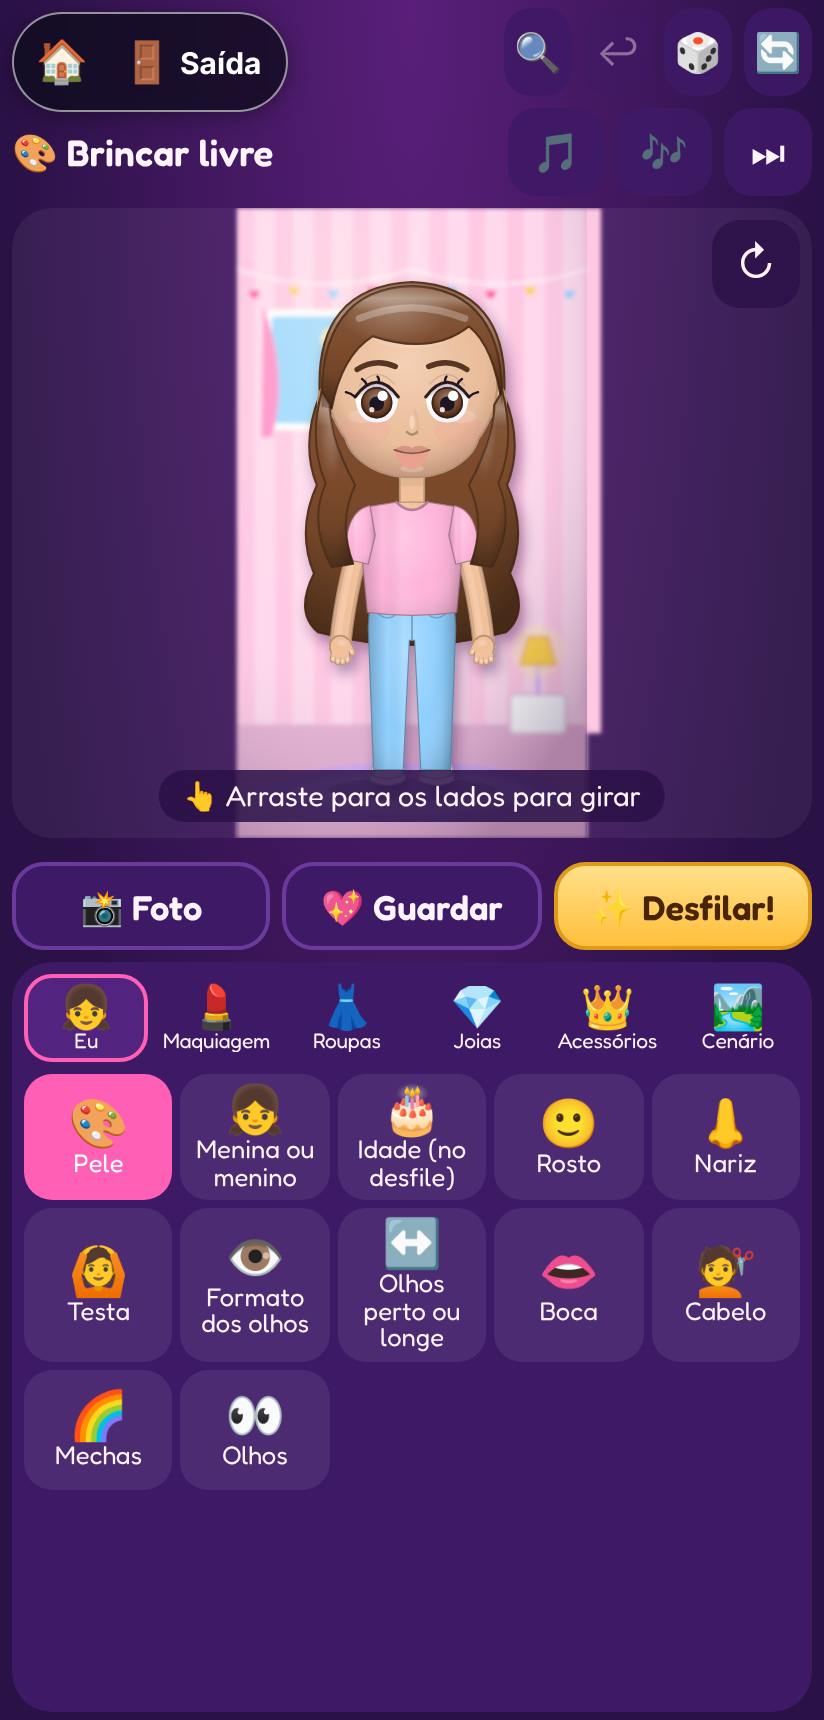 Saída
Brincar livre
Arraste para os lados para girar
Foto
Guardar
Desfilar!
Eu
Maquiagem
Roupas
Joias
Acessórios
Cenário
Pele
Menina ou
menino
Idade (no
desfile)
Rosto
Nariz
Testa
Formato
dos olhos
Olhos
perto ou
longe
Boca
Cabelo
Mechas
Olhos